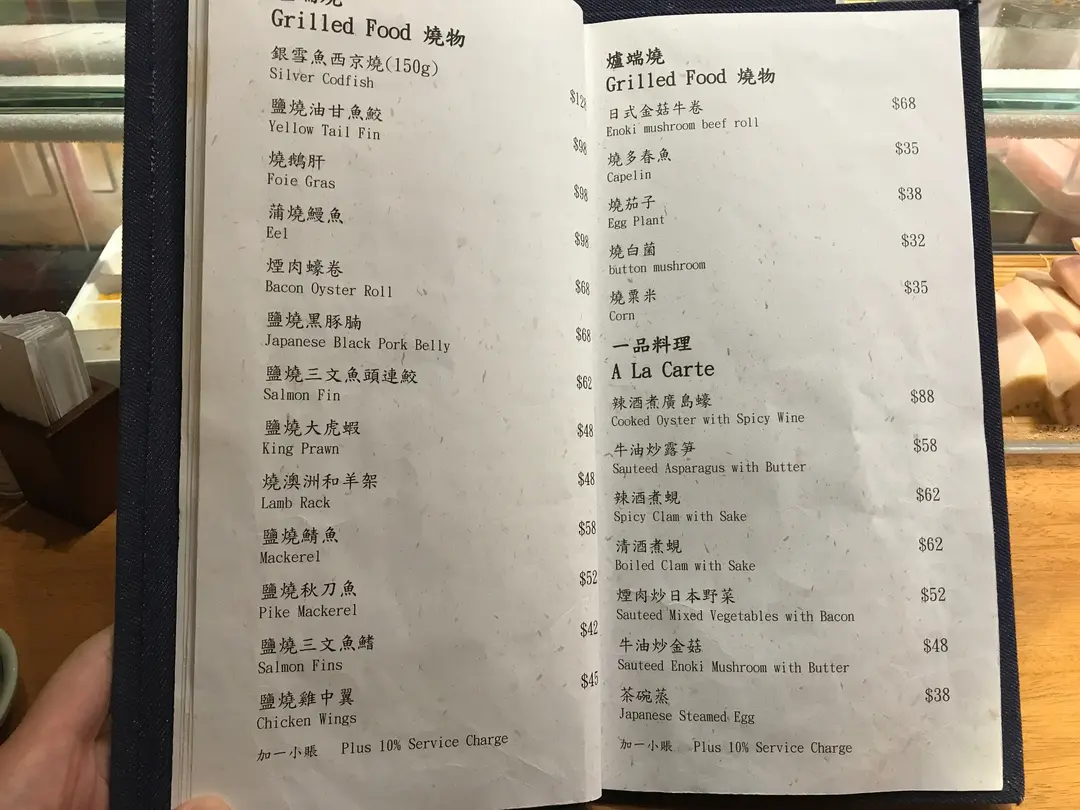 Grilled Food 燒物
銀雪魚西京燒(150g)
Silver Codfish
鹽燒油甘魚鮫
Yellow Tail Fin
$98
燒鵝肝
Foie Gras
$98
蒲燒鰻魚
Eel
$98
煙肉蠔卷
Bacon Oyster Roll
$68
鹽燒黑豚腩
Japanese Black Pork Belly
$68
鹽燒三文魚頭連鮫
Salmon Fin
$62
鹽燒大虎蝦
King Prawn
$48
燒澳洲和羊架
Lamb Rack
$48
鹽燒鯖魚
Mackerel
$58
鹽燒秋刀魚
Pike Mackerel
$52
鹽燒三文魚鰭
Salmon Fins
$42
鹽燒雞中翼
Chicken Wings
$45
加一小賬 Plus 10% Service Charge
爐端燒
Grilled Food 燒物
日式金菇牛卷
Enoki mushroom beef roll
$68
燒多春魚
Capelin
$35
燒茄子
Egg Plant
$38
燒白菌
button mushroom
$32
燒粟米
Corn
$35
一品料理
A La Carte
辣酒煮廣島蠔
Cooked Oyster with Spicy Wine
$88
牛油炒露筍
Sauteed Asparagus with Butter
$58
辣酒煮蜆
Spicy Clam with Sake
$62
清酒煮蜆
Boiled Clam with Sake
$62
煙肉炒日本野菜
Sauteed Mixed Vegetables with Bacon
$52
牛油炒金菇
Sauteed Enoki Mushroom with Butter
$48
茶碗蒸
Japanese Steamed Egg
$38
加一小賬 Plus 10% Service Charge